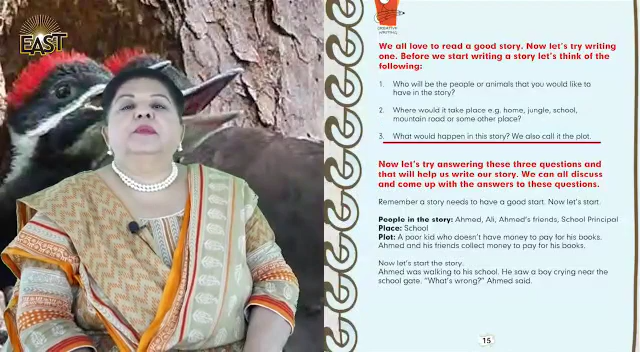 EAST
CREATIVE
WRITING
We all love to read a good story. Now let's try writing
one. Before we start writing a story let's think of the
following:
1. Who will be the people or animals that you would like to
have in the story?
2. Where would it take place e.g. home, jungle, school,
mountain road or some other place?
3. What would happen in this story? We also call it the plot.
Now let's try answering these three questions and
that will help us write our story. We can all discuss
and come up with the answers to these questions.
Remember a story needs to have a good start. Now let's start.
People in the story: Ahmed, Ali, Ahmed's friends, School Principal
Place: School
Plot: A poor kid who doesn't have money to pay for his books.
Ahmed and his friends collect money to pay for his books.
Now let's start the story.
Ahmed was walking to his school. He saw a boy crying near the
school gate. "What's wrong?" Ahmed said.
15